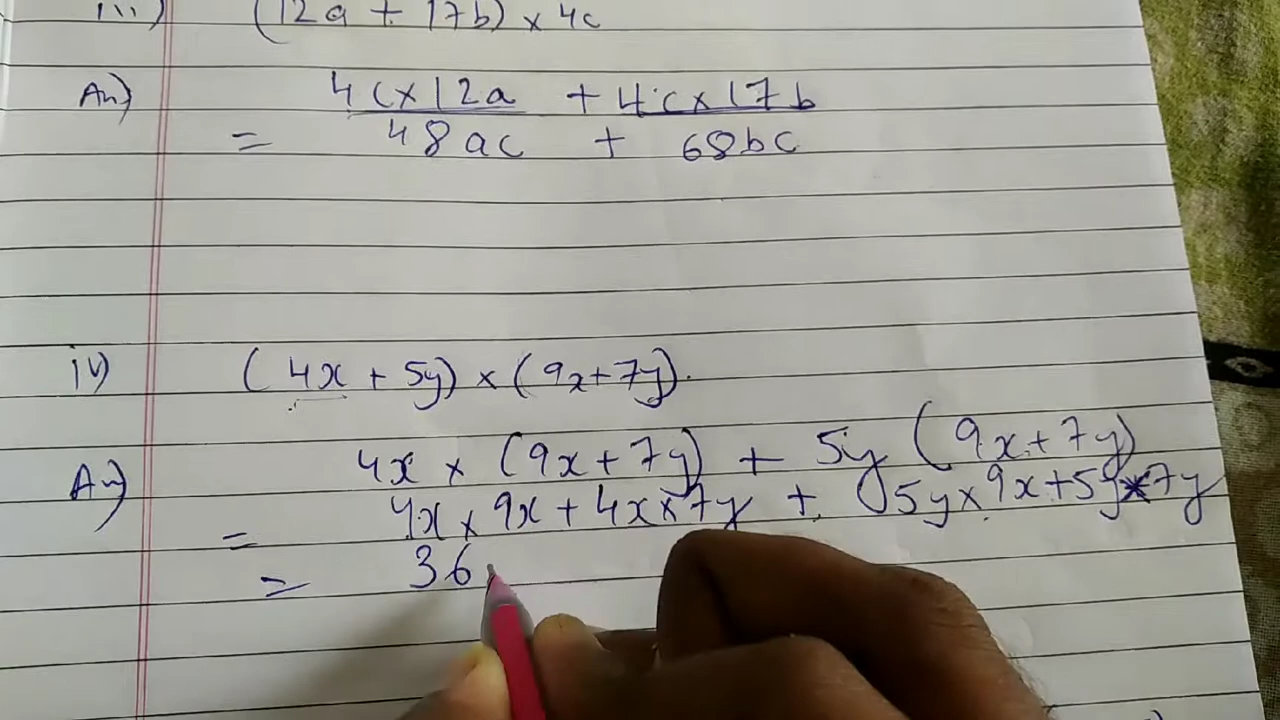 iii) (12a + 17b) × 4c
An) 4c×12a + 4c×17b
= 48ac + 68bc
iv) (4x + 5y) × (9x+7y).
An) 4x × (9x+7y) + 5y (9x+7y)
= 4x × 9x + 4x×7y + 5y×9x+5y×7y
= 36